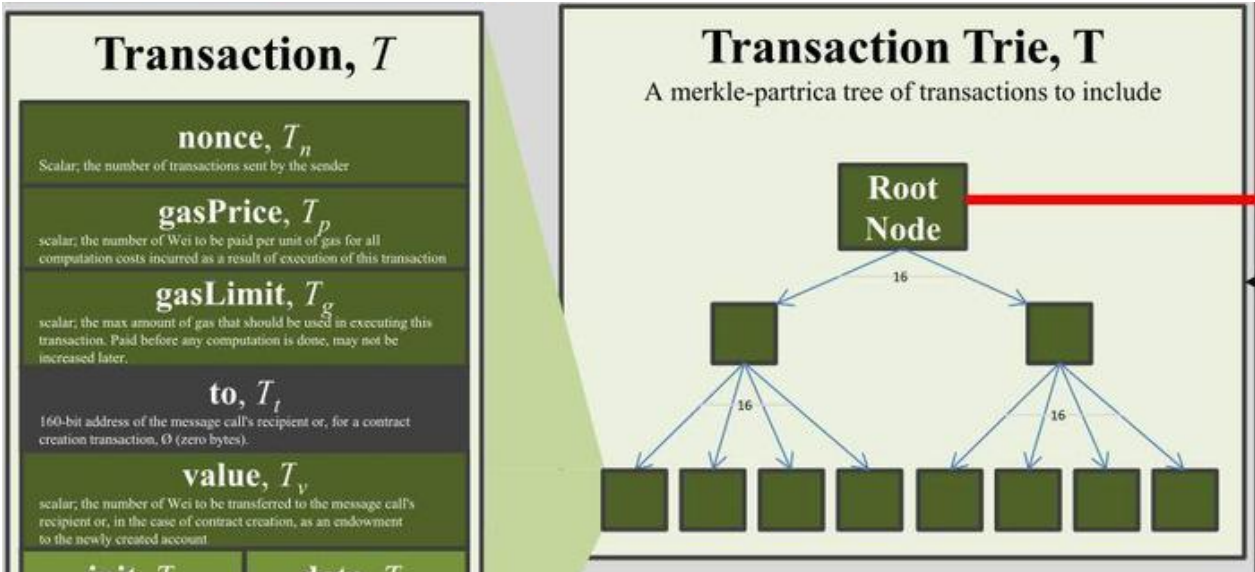 Transaction, T
nonce, Tn
Scalar; the number of transactions sent by the sender
gasPrice, Tp
scalar; the number of Wei to be paid per unit of gas for all
computation costs incurred as a result of execution of this transaction
gasLimit, Tg
scalar; the max amount of gas that should be used in executing this
transaction. Paid before any computation is done, may not be
increased later.
to, Tt
160-bit address of the message call's recipient or, for a contract
creation transaction, Ø (zero bytes).
value, Tv
scalar; the number of Wei to be transferred to the message call's
recipient or, in the case of contract creation, as an endowment
to the newly created account
Transaction Trie, T
A merkle-partrica tree of transactions to include
Root
Node
16
16
16